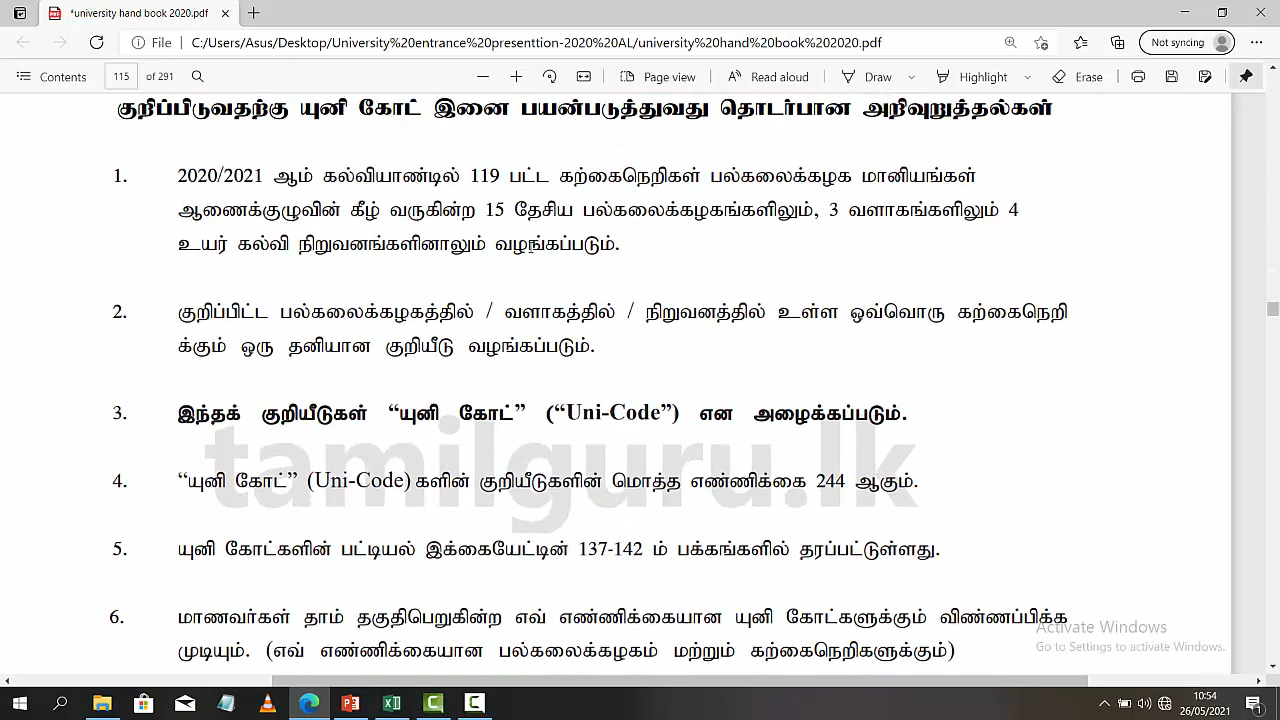 *university hand book 2020.pdf
File C:/Users/Asus/Desktop/University%20entrance%20presenttion-2020%20AL/university%20hand%20book%202020.pdf
Not syncing
Contents 115 of 291 Page view Read aloud Draw Highlight Erase
குறிப்பிடுவதற்கு யுனி கோட் இனை பயன்படுத்துவது தொடர்பான அறிவுறுத்தல்கள்
1. 2020/2021 ஆம் கல்வியாண்டில் 119 பட்ட கற்கைநெறிகள் பல்கலைக்கழக மானியங்கள்
ஆணைக்குழுவின் கீழ் வருகின்ற 15 தேசிய பல்கலைக்கழகங்களிலும், 3 வளாகங்களிலும் 4
உயர் கல்வி நிறுவனங்களினாலும் வழங்கப்படும்.
2. குறிப்பிட்ட பல்கலைக்கழகத்தில் / வளாகத்தில் / நிறுவனத்தில் உள்ள ஒவ்வொரு கற்கைநெறி
க்கும் ஒரு தனியான குறியீடு வழங்கப்படும்.
3. இந்தக் குறியீடுகள் “யுனி கோட்” (“Uni-Code”) என அழைக்கப்படும்.
tamilguru.lk
4. “யுனி கோட்” (Uni-Code) களின் குறியீடுகளின் மொத்த எண்ணிக்கை 244 ஆகும்.
5. யுனி கோட்களின் பட்டியல் இக்கையேட்டின் 137-142 ம் பக்கங்களில் தரப்பட்டுள்ளது.
6. மாணவர்கள் தாம் தகுதிபெறுகின்ற எவ் எண்ணிக்கையான யுனி கோட்களுக்கும் விண்ணப்பிக்க
முடியும். (எவ் எண்ணிக்கையான பல்கலைக்கழகம் மற்றும் கற்கைநெறிகளுக்கும்)
Activate Windows
Go to Settings to activate Windows.
10:54
26/05/2021